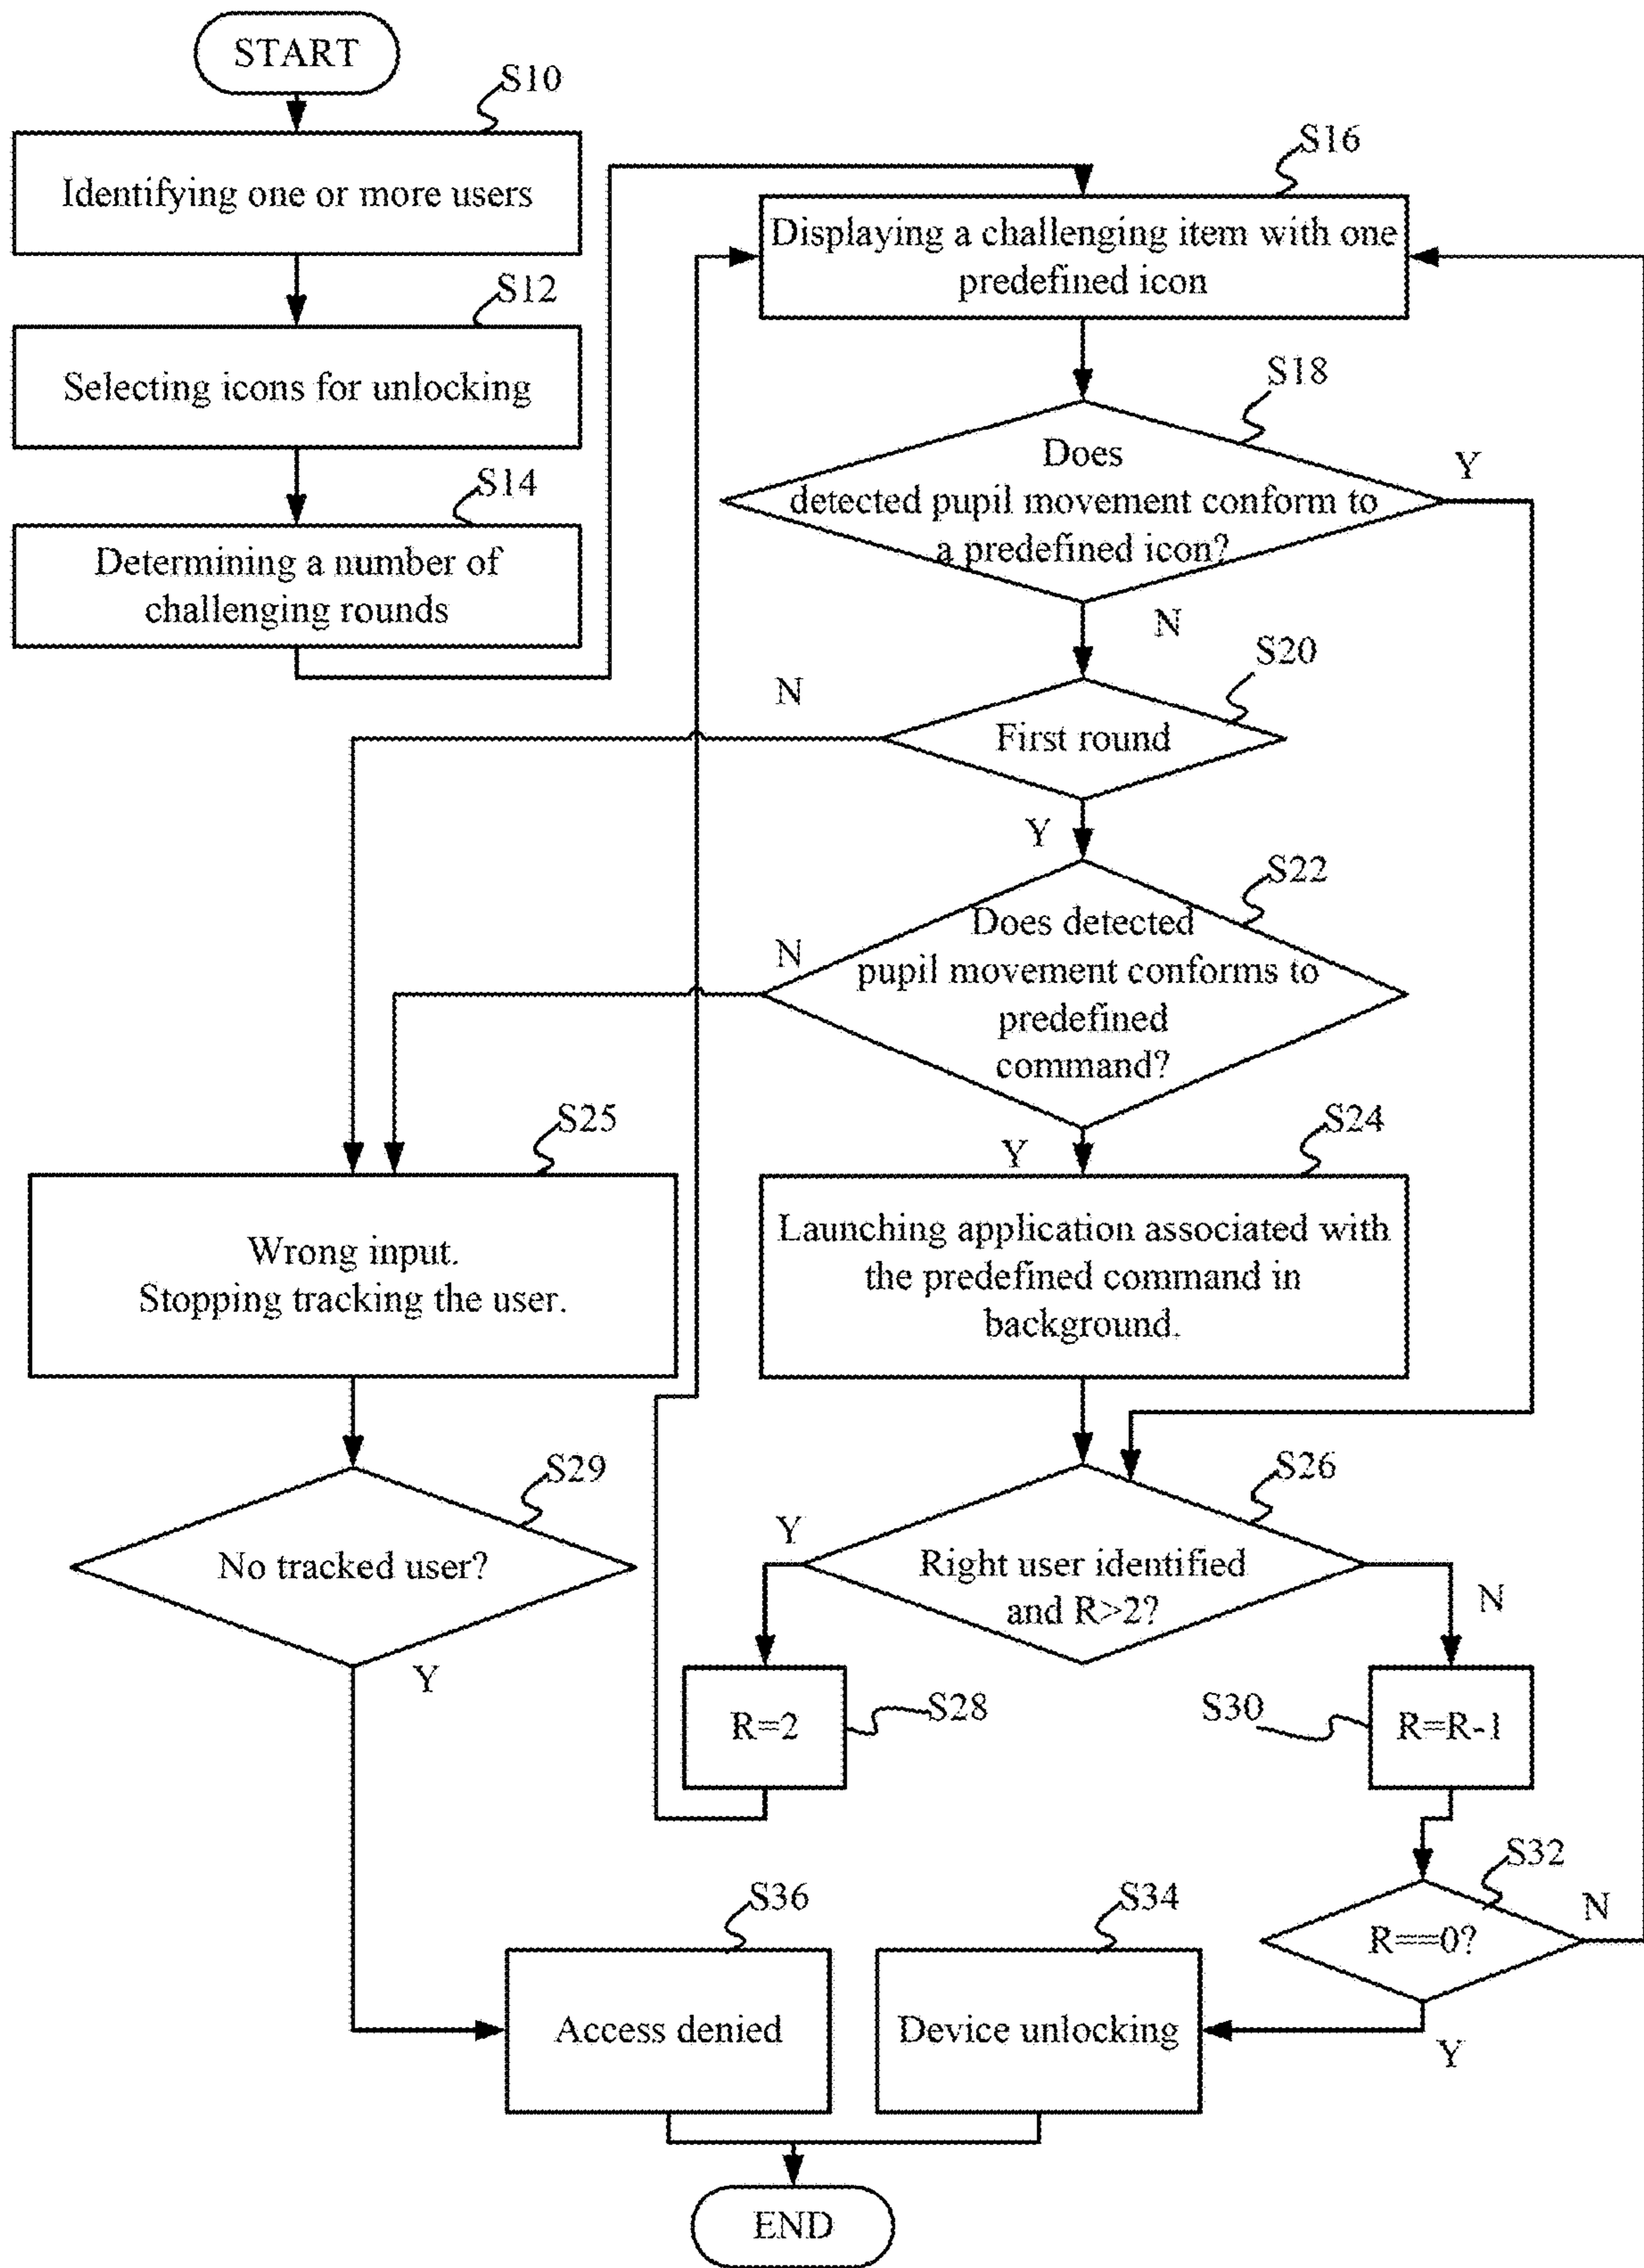 START
S10
Identifying one or more users
S12
Selecting icons for unlocking
S14
Determining a number of
challenging rounds
S16
Displaying a challenging item with one
predefined icon
S18
Does
detected pupil movement conform to
a predefined icon?
Y
N
S20
First round
N
Y
S22
Does detected
pupil movement conforms to
predefined
command?
N
Y
S24
Launching application associated with
the predefined command in
background.
S25
Wrong input.
Stopping tracking the user.
S29
No tracked user?
Y
S26
Right user identified
and R>2?
Y
N
R=2
S28
S30
R=R-1
S32
R==0?
N
Y
S36
Access denied
S34
Device unlocking
END